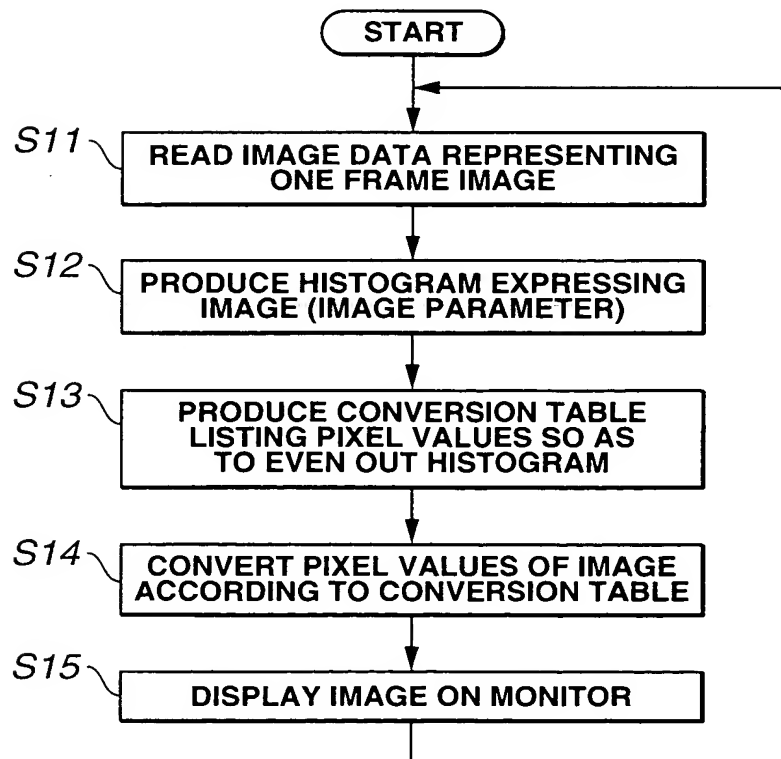 START
S11
READ IMAGE DATA REPRESENTING
ONE FRAME IMAGE
S12
PRODUCE HISTOGRAM EXPRESSING
IMAGE (IMAGE PARAMETER)
S13
PRODUCE CONVERSION TABLE
LISTING PIXEL VALUES SO AS
TO EVEN OUT HISTOGRAM
S14
CONVERT PIXEL VALUES OF IMAGE
ACCORDING TO CONVERSION TABLE
S15
DISPLAY IMAGE ON MONITOR